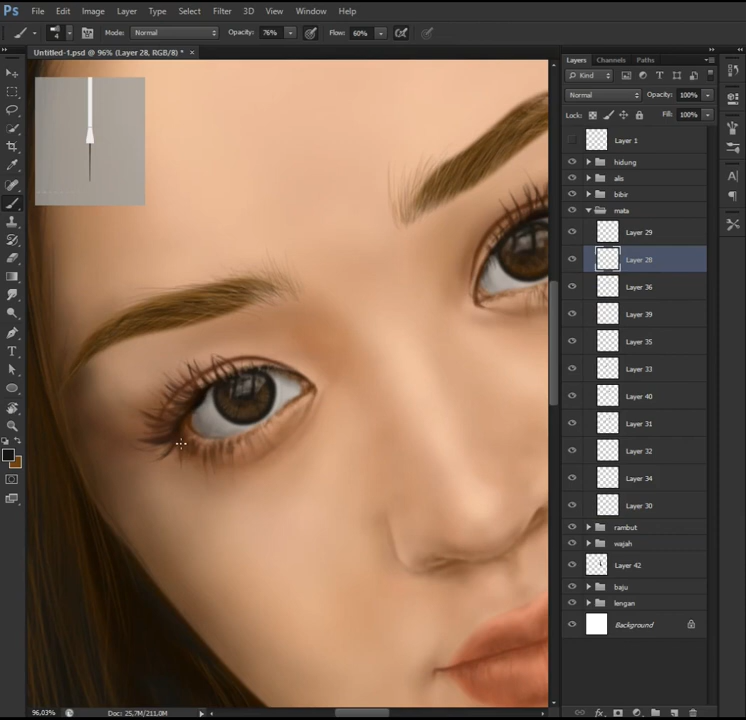 Ps File Edit Image Layer Type Select Filter 3D View Window Help
4 Mode: Normal Opacity: 76% Flow: 60%
Untitled-1.psd @ 96% (Layer 28, RGB/8) * ×
Layers Channels Paths
Kind
Normal Opacity: 100%
Lock: Fill: 100%
Layer 1
hidung
alis
bibir
mata
Layer 29
Layer 28
Layer 36
Layer 39
Layer 35
Layer 33
Layer 40
Layer 31
Layer 32
Layer 34
Layer 30
rambut
wajah
Layer 42
baju
lengan
Background
96,03% Doc: 25,7M/211,0M